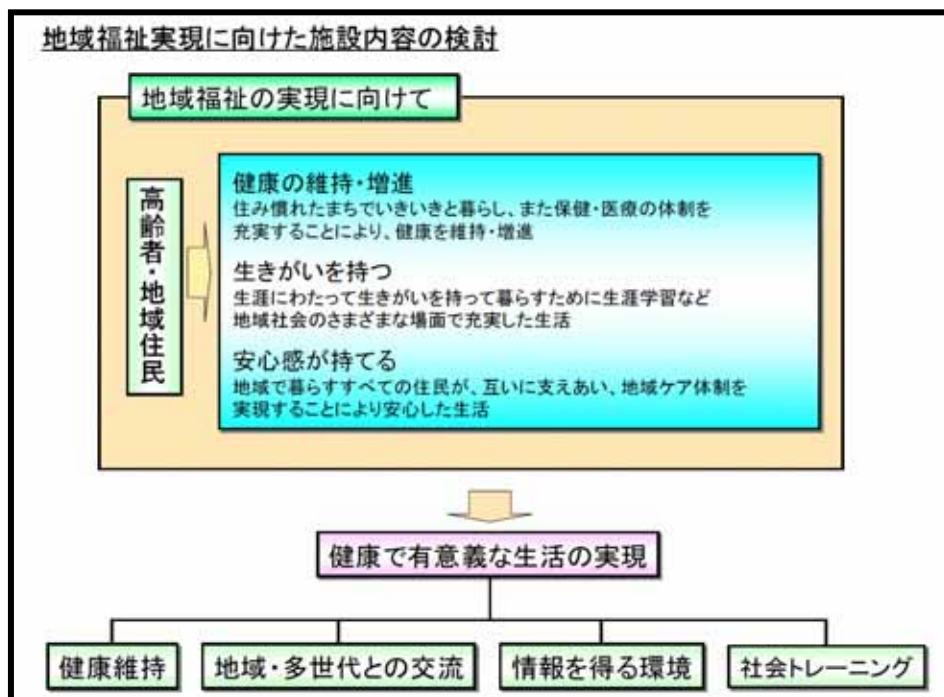 地域福祉実現に向けた施設内容の検討
地域福祉の実現に向けて
高齢者・地域住民
健康の維持・増進
住み慣れたまちでいきいきと暮らし、また保健・医療の体制を
充実することにより、健康を維持・増進
生きがいを持つ
生涯にわたって生きがいを持って暮らすために生涯学習など
地域社会のさまざまな場面で充実した生活
安心感が持てる
地域で暮らすすべての住民が、互いに支えあい、地域ケア体制を
実現することにより安心した生活
健康で有意義な生活の実現
健康維持
地域・多世代との交流
情報を得る環境
社会トレーニング